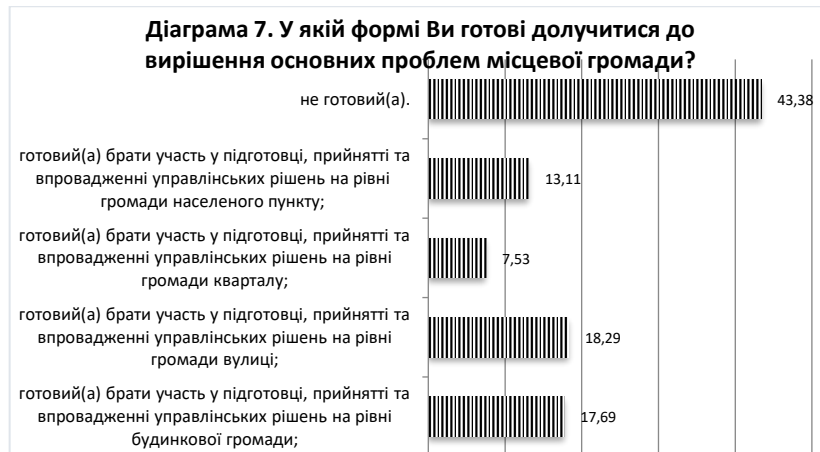 Діаграма 7. У якій формі Ви готові долучитися до
вирішення основних проблем місцевої громади?
не готовий(а).
43,38
готовий(а) брати участь у підготовці, прийнятті та
впровадженні управлінських рішень на рівні
громади населеного пункту;
13,11
готовий(а) брати участь у підготовці, прийнятті та
впровадженні управлінських рішень на рівні
громади кварталу;
7,53
готовий(а) брати участь у підготовці, прийнятті та
впровадженні управлінських рішень на рівні
громади вулиці;
18,29
готовий(а) брати участь у підготовці, прийнятті та
впровадженні управлінських рішень на рівні
будинкової громади;
17,69